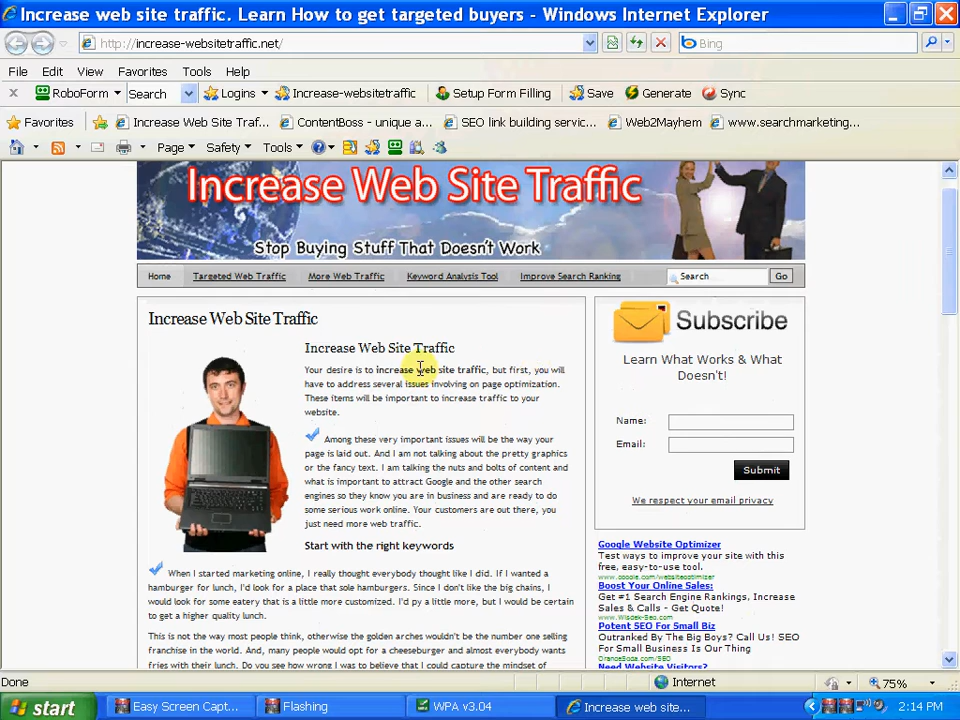 Increase web site traffic. Learn How to get targeted buyers - Windows Internet Explorer
http://increase-websitetraffic.net/
Bing
File Edit View Favorites Tools Help
x RoboForm Search Logins Increase-websitetraffic Setup Form Filling Save Generate Sync
Favorites Increase Web Site Traf... ContentBoss - unique a... SEO link building servic... Web2Mayhem www.searchmarketing...
Page Safety Tools
Increase Web Site Traffic
Stop Buying Stuff That Doesn't Work
Home Targeted Web Traffic More Web Traffic Keyword Analysis Tool Improve Search Ranking Search Go
Increase Web Site Traffic
Increase Web Site Traffic
Your desire is to increase web site traffic, but first, you will
have to address several issues involving on page optimization.
These items will be important to increase traffic to your
website.
Among these very important issues will be the way your
page is laid out. And I am not talking about the pretty graphics
or the fancy text. I am talking the nuts and bolts of content and
what is important to attract Google and the other search
engines so they know you are in business and are ready to do
some serious work online. Your customers are out there, you
just need more web traffic.
Start with the right keywords
When I started marketing online, I really thought everybody thought like I did. If I wanted a
hamburger for lunch, I'd look for a place that sole hamburgers. Since I don't like the big chains, I
would look for some eatery that is a little more customized. I'd py a little more, but I would be certain
to get a higher quality lunch.
This is not the way most people think, otherwise the golden arches wouldn't be the number one selling
franchise in the world. And, many people would opt for a cheeseburger and almost everybody wants
fries with their lunch. Do you see how wrong I was to believe that I could capture the mindset of
Subscribe
Learn What Works & What
Doesn't!
Name:
Email:
Submit
We respect your email privacy
Google Website Optimizer
Test ways to improve your site with this
free, easy-to-use tool.
www.google.com/websiteoptimizer
Boost Your Online Sales:
Get #1 Search Engine Rankings, Increase
Sales & Calls - Get Quote!
www.Wisdek-Seo.com
Potent SEO For Small Biz
Outranked By The Big Boys? Call Us! SEO
For Small Business Is Our Thing
OrangeSoda.com/SEO
Need Website Visitors?
Done Internet 75%
start Easy Screen Capt... Flashing WPA v3.04 Increase web site... 2:14 PM